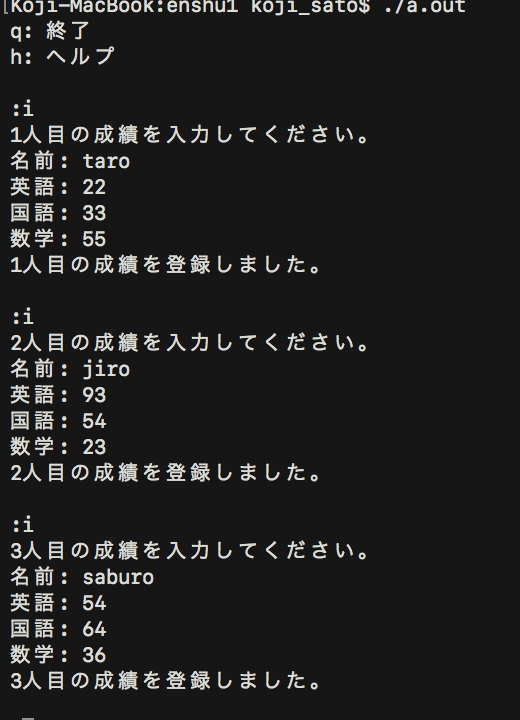 [Koji-MacBook:enshu1 koji_sato$ ./a.out
q: 終了
h: ヘルプ
:i
1人目の成績を入力してください。
名前: taro
英語: 22
国語: 33
数学: 55
1人目の成績を登録しました。
:i
2人目の成績を入力してください。
名前: jiro
英語: 93
国語: 54
数学: 23
2人目の成績を登録しました。
:i
3人目の成績を入力してください。
名前: saburo
英語: 54
国語: 64
数学: 36
3人目の成績を登録しました。